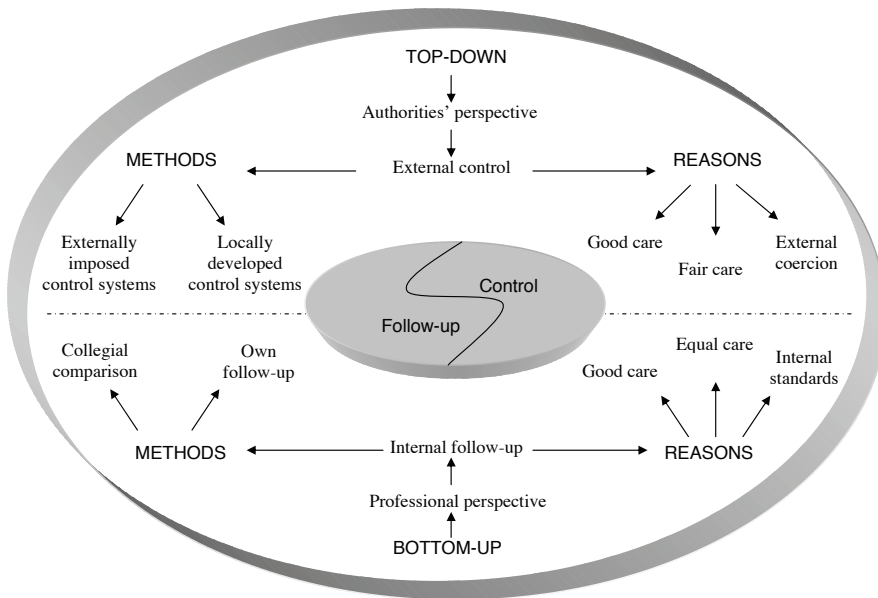 TOP-DOWN
Authorities’ perspective
METHODS
External control
REASONS
Externally
imposed
control systems
Locally
developed
control systems
Good care
Fair care
External
coercion
Control
Follow-up
Collegial
comparison
Own
follow-up
Good care
Equal care
Internal
standards
METHODS
Internal follow-up
REASONS
Professional perspective
BOTTOM-UP